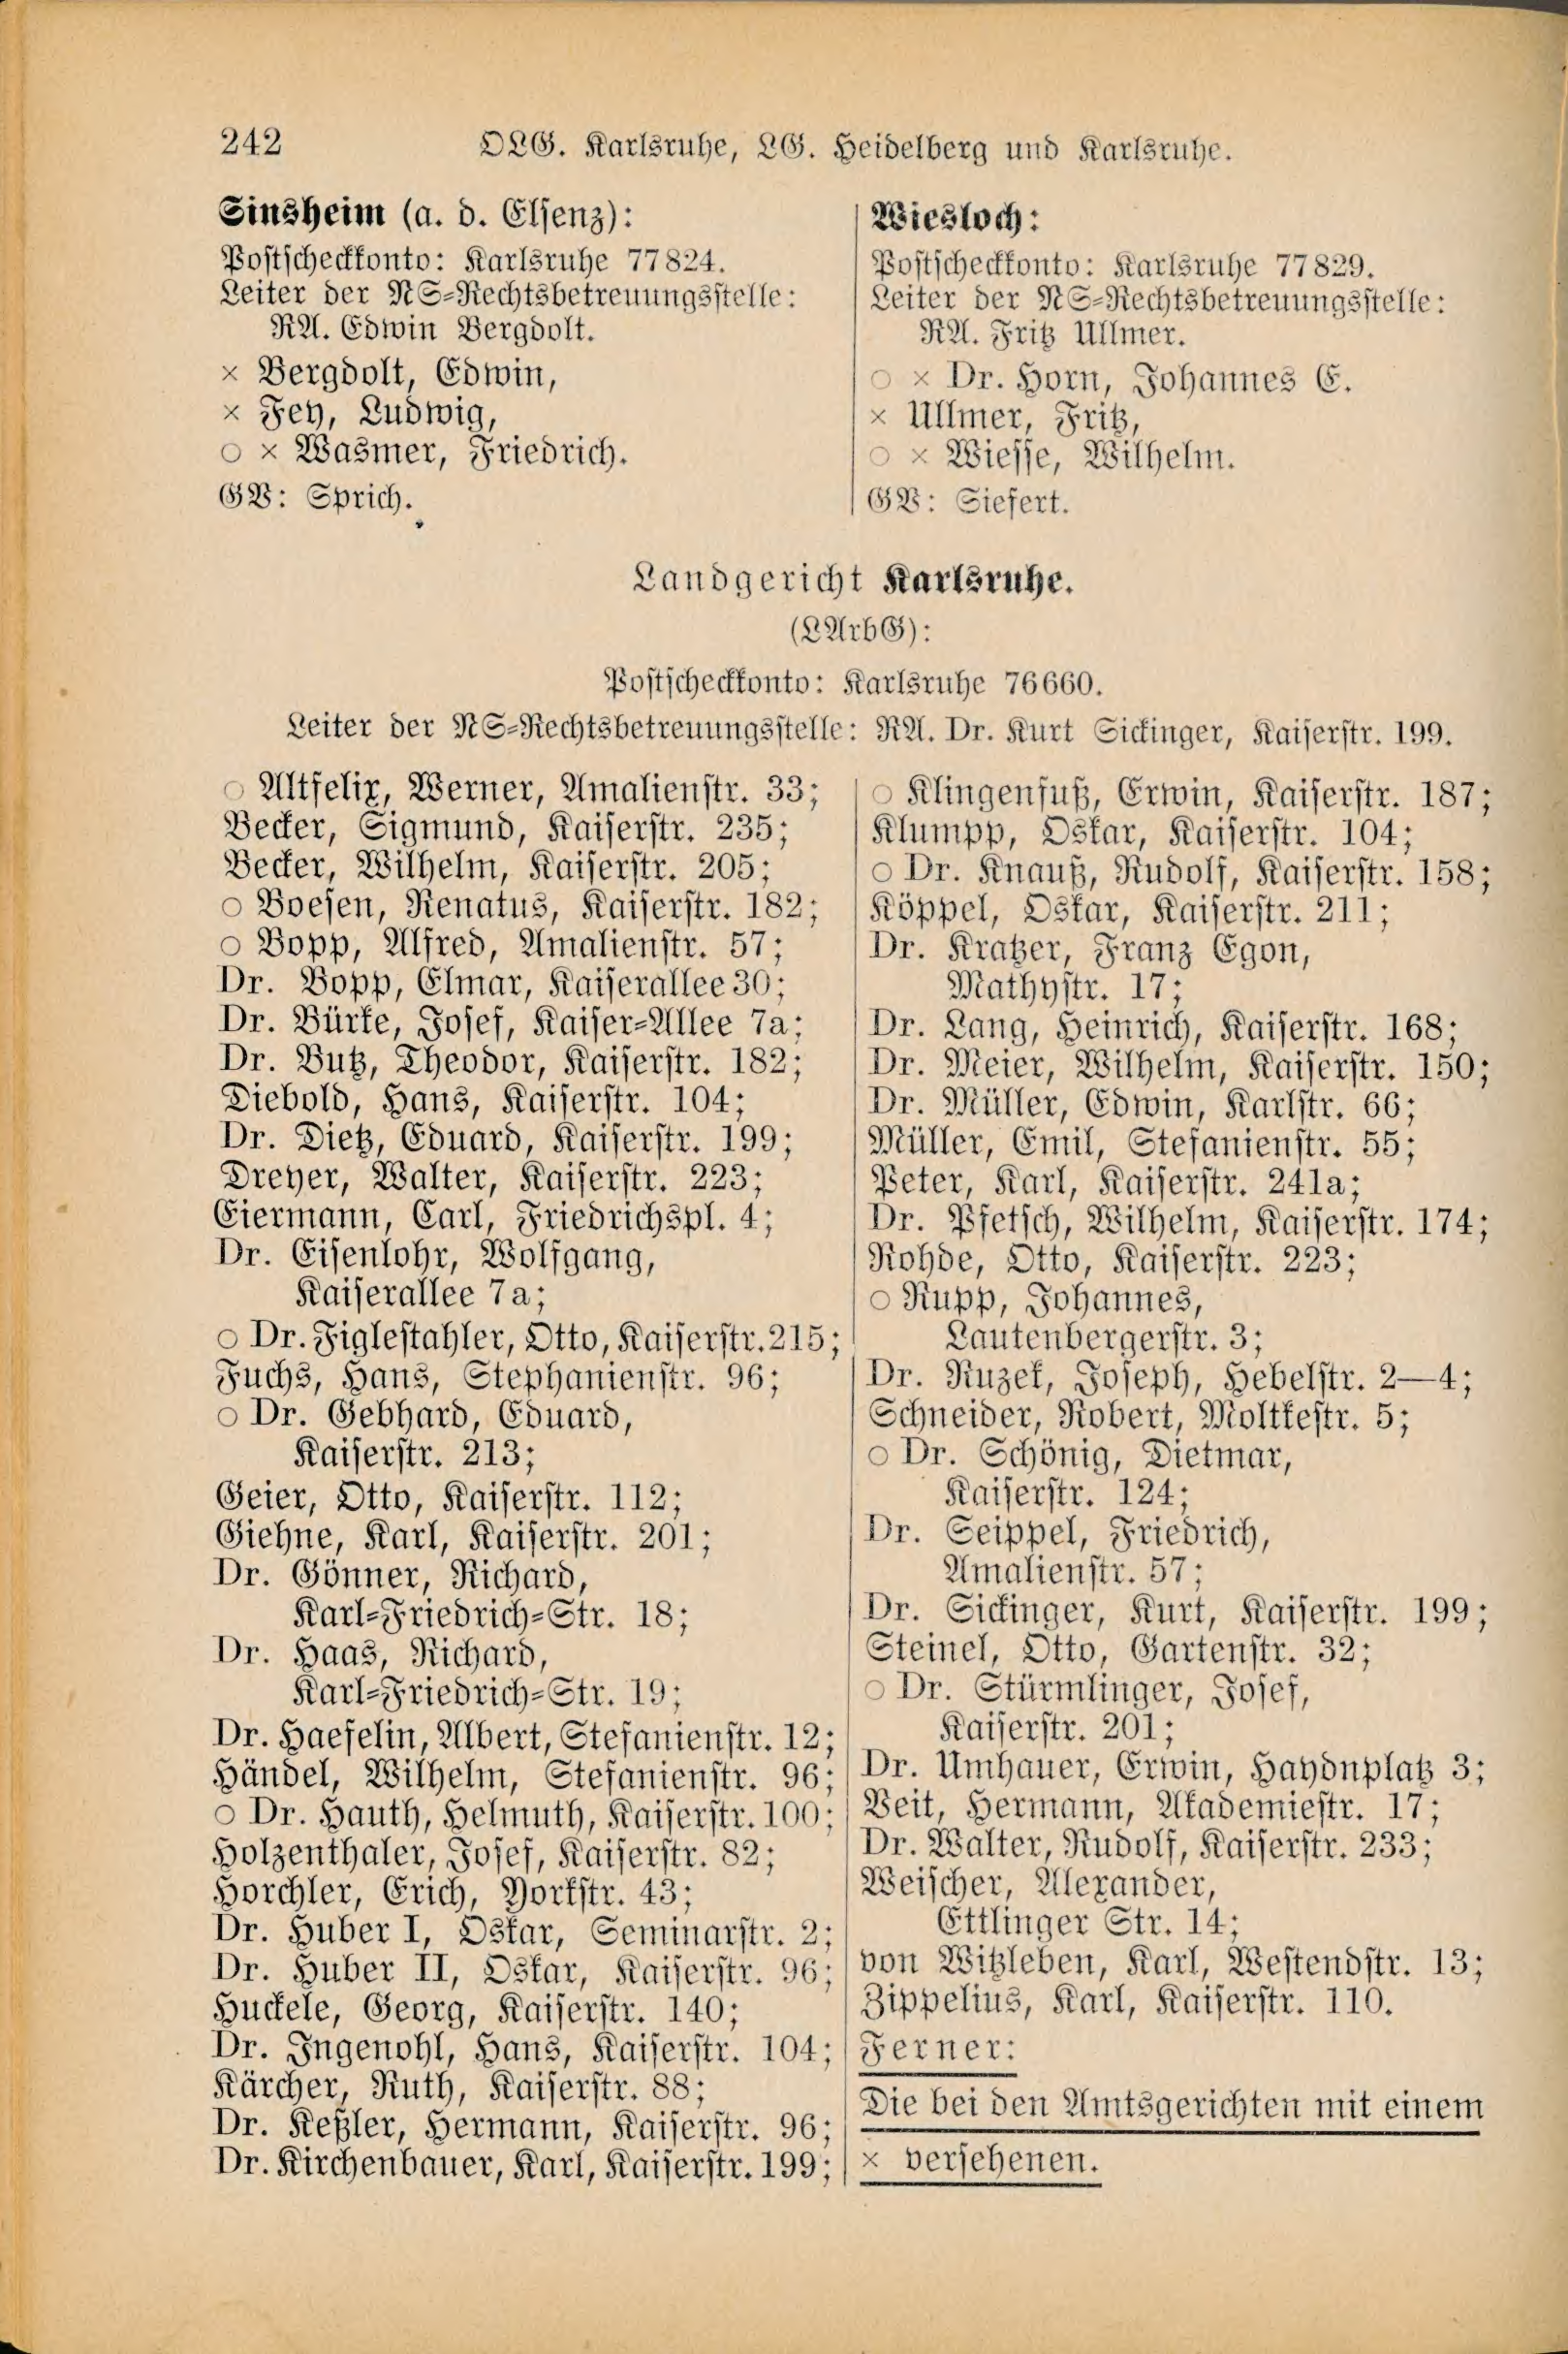 242
OLG. Karlsruhe, LG. Heidelberg und Karlsruhe.
Sinsheim (a. d. Elsenz):
Postscheckkonto: Karlsruhe 77824.
Leiter der NS-Rechtsbetreuungsstelle:
RA. Edwin Bergdolt.
× Bergdolt, Edwin,
× Fey, Ludwig,
○ × Wasmer, Friedrich.
GV: Sprich.
Wiesloch:
Postscheckkonto: Karlsruhe 77829.
Leiter der NS-Rechtsbetreuungsstelle:
RA. Fritz Ullmer.
○ × Dr. Horn, Johannes E.
× Ullmer, Fritz,
○ × Wiesse, Wilhelm.
GV: Siefert.
Landgericht Karlsruhe.
(LArbG):
Postscheckkonto: Karlsruhe 76660.
Leiter der NS-Rechtsbetreuungsstelle: RA. Dr. Kurt Sickinger, Kaiserstr. 199.
○ Altfelix, Werner, Amalienstr. 33;
Becker, Sigmund, Kaiserstr. 235;
Becker, Wilhelm, Kaiserstr. 205;
○ Boesen, Renatus, Kaiserstr. 182;
○ Bopp, Alfred, Amalienstr. 57;
Dr. Bopp, Elmar, Kaiserallee 30;
Dr. Bürke, Josef, Kaiser-Allee 7a;
Dr. Butz, Theodor, Kaiserstr. 182;
Diebold, Hans, Kaiserstr. 104;
Dr. Dietz, Eduard, Kaiserstr. 199;
Dreyer, Walter, Kaiserstr. 223;
Eiermann, Carl, Friedrichspl. 4;
Dr. Eisenlohr, Wolfgang,
Kaiserallee 7a;
○ Dr. Figlestahler, Otto, Kaiserstr. 215;
Fuchs, Hans, Stephanienstr. 96;
○ Dr. Gebhard, Eduard,
Kaiserstr. 213;
Geier, Otto, Kaiserstr. 112;
Giehne, Karl, Kaiserstr. 201;
Dr. Gönner, Richard,
Karl-Friedrich-Str. 18;
Dr. Haas, Richard,
Karl-Friedrich-Str. 19;
Dr. Haefelin, Albert, Stefanienstr. 12;
Händel, Wilhelm, Stefanienstr. 96;
○ Dr. Hauth, Helmuth, Kaiserstr. 100;
Holzenthaler, Josef, Kaiserstr. 82;
Horchler, Erich, Yorkstr. 43;
Dr. Huber I, Oskar, Seminarstr. 2;
Dr. Huber II, Oskar, Kaiserstr. 96;
Huckele, Georg, Kaiserstr. 140;
Dr. Ingenohl, Hans, Kaiserstr. 104;
Kärcher, Ruth, Kaiserstr. 88;
Dr. Keßler, Hermann, Kaiserstr. 96;
Dr. Kirchenbauer, Karl, Kaiserstr. 199;
○ Klingenfuß, Erwin, Kaiserstr. 187;
Klumpp, Oskar, Kaiserstr. 104;
○ Dr. Knauß, Rudolf, Kaiserstr. 158;
Köppel, Oskar, Kaiserstr. 211;
Dr. Kratzer, Franz Egon,
Mathystr. 17;
Dr. Lang, Heinrich, Kaiserstr. 168;
Dr. Meier, Wilhelm, Kaiserstr. 150;
Dr. Müller, Edwin, Karlstr. 66;
Müller, Emil, Stefanienstr. 55;
Peter, Karl, Kaiserstr. 241a;
Dr. Pfetsch, Wilhelm, Kaiserstr. 174;
Rohde, Otto, Kaiserstr. 223;
○ Rupp, Johannes,
Lautenbergerstr. 3;
Dr. Ruzek, Joseph, Hebelstr. 2—4;
Schneider, Robert, Moltkestr. 5;
○ Dr. Schönig, Dietmar,
Kaiserstr. 124;
Dr. Seippel, Friedrich,
Amalienstr. 57;
Dr. Sickinger, Kurt, Kaiserstr. 199;
Steinel, Otto, Gartenstr. 32;
○ Dr. Stürmlinger, Josef,
Kaiserstr. 201;
Dr. Umhauer, Erwin, Haydnplatz 3;
Veit, Hermann, Akademiestr. 17;
Dr. Walter, Rudolf, Kaiserstr. 233;
Weischer, Alexander,
Ettlinger Str. 14;
von Witzleben, Karl, Westendstr. 13;
Zippelius, Karl, Kaiserstr. 110.
Ferner:
Die bei den Amtsgerichten mit einem
× versehenen.